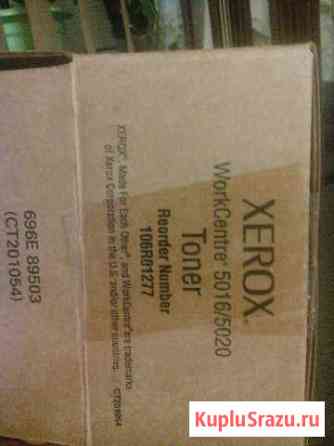 XEROX®
WorkCentre® 5016/5020
Toner
Reorder Number
106R01277
XEROX®, Made For Each Other®, and WorkCentre® are trademarks
of Xerox Corporation in the U.S. and/or other countries.
696E 89503
(CT201054)
KupluSrazu.ru